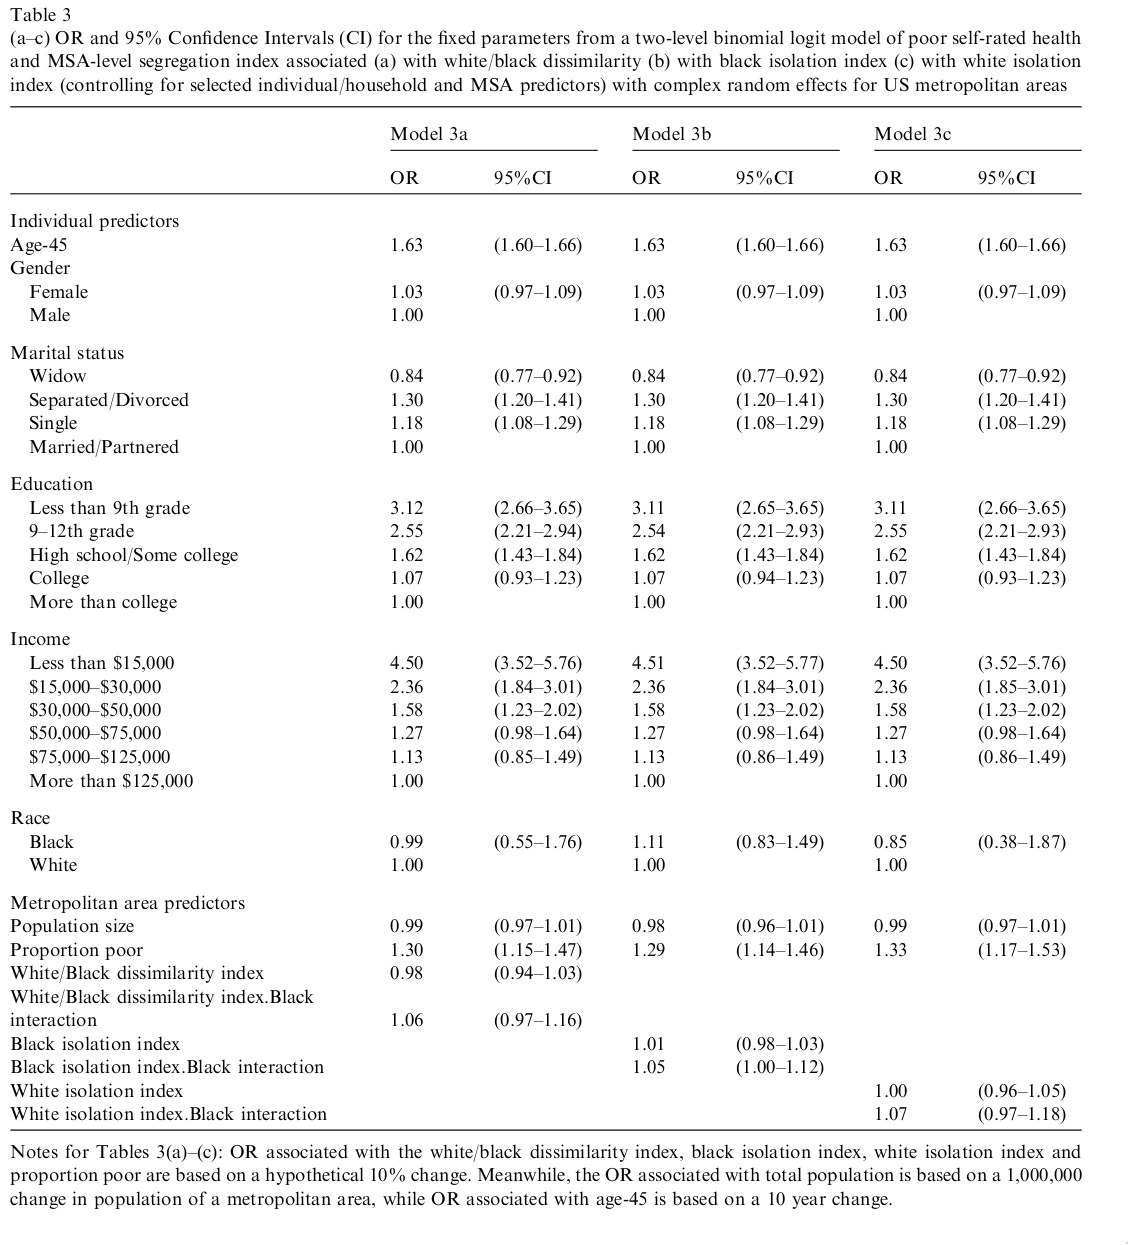 Table 3
(a–c) OR and 95% Confidence Intervals (CI) for the fixed parameters from a two-level binomial logit model of poor self-rated health
and MSA-level segregation index associated (a) with white/black dissimilarity (b) with black isolation index (c) with white isolation
index (controlling for selected individual/household and MSA predictors) with complex random effects for US metropolitan areas
Model 3a Model 3b Model 3c
OR 95%CI OR 95%CI OR 95%CI
Individual predictors
Age-45 1.63 (1.60–1.66) 1.63 (1.60–1.66) 1.63 (1.60–1.66)
Gender
Female 1.03 (0.97–1.09) 1.03 (0.97–1.09) 1.03 (0.97–1.09)
Male 1.00 1.00 1.00
Marital status
Widow 0.84 (0.77–0.92) 0.84 (0.77–0.92) 0.84 (0.77–0.92)
Separated/Divorced 1.30 (1.20–1.41) 1.30 (1.20–1.41) 1.30 (1.20–1.41)
Single 1.18 (1.08–1.29) 1.18 (1.08–1.29) 1.18 (1.08–1.29)
Married/Partnered 1.00 1.00 1.00
Education
Less than 9th grade 3.12 (2.66–3.65) 3.11 (2.65–3.65) 3.11 (2.66–3.65)
9–12th grade 2.55 (2.21–2.94) 2.54 (2.21–2.93) 2.55 (2.21–2.93)
High school/Some college 1.62 (1.43–1.84) 1.62 (1.43–1.84) 1.62 (1.43–1.84)
College 1.07 (0.93–1.23) 1.07 (0.94–1.23) 1.07 (0.93–1.23)
More than college 1.00 1.00 1.00
Income
Less than $15,000 4.50 (3.52–5.76) 4.51 (3.52–5.77) 4.50 (3.52–5.76)
$15,000–$30,000 2.36 (1.84–3.01) 2.36 (1.84–3.01) 2.36 (1.85–3.01)
$30,000–$50,000 1.58 (1.23–2.02) 1.58 (1.23–2.02) 1.58 (1.23–2.02)
$50,000–$75,000 1.27 (0.98–1.64) 1.27 (0.98–1.64) 1.27 (0.98–1.64)
$75,000–$125,000 1.13 (0.85–1.49) 1.13 (0.86–1.49) 1.13 (0.86–1.49)
More than $125,000 1.00 1.00 1.00
Race
Black 0.99 (0.55–1.76) 1.11 (0.83–1.49) 0.85 (0.38–1.87)
White 1.00 1.00 1.00
Metropolitan area predictors
Population size 0.99 (0.97–1.01) 0.98 (0.96–1.01) 0.99 (0.97–1.01)
Proportion poor 1.30 (1.15–1.47) 1.29 (1.14–1.46) 1.33 (1.17–1.53)
White/Black dissimilarity index 0.98 (0.94–1.03)
White/Black dissimilarity index.Black
interaction 1.06 (0.97–1.16)
Black isolation index 1.01 (0.98–1.03)
Black isolation index.Black interaction 1.05 (1.00–1.12)
White isolation index 1.00 (0.96–1.05)
White isolation index.Black interaction 1.07 (0.97–1.18)
Notes for Tables 3(a)–(c): OR associated with the white/black dissimilarity index, black isolation index, white isolation index and
proportion poor are based on a hypothetical 10% change. Meanwhile, the OR associated with total population is based on a 1,000,000
change in population of a metropolitan area, while OR associated with age-45 is based on a 10 year change.